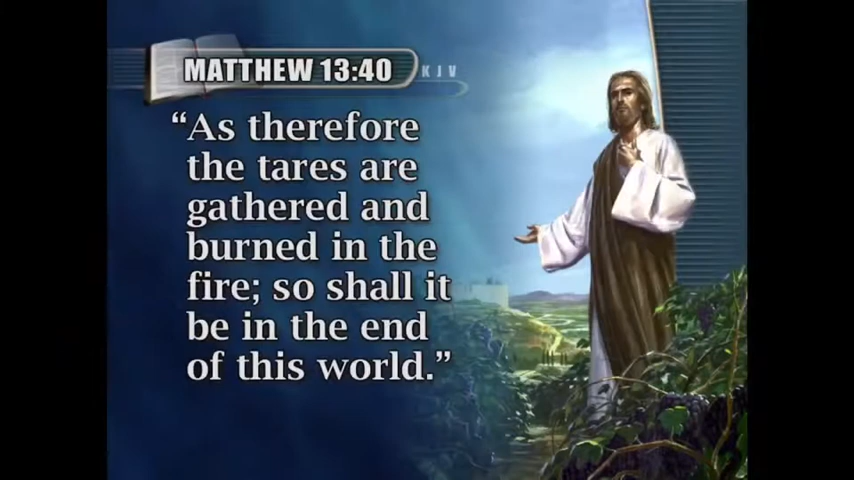 MATTHEW 13:40 KJV
“As therefore
the tares are
gathered and
burned in the
fire; so shall it
be in the end
of this world.”